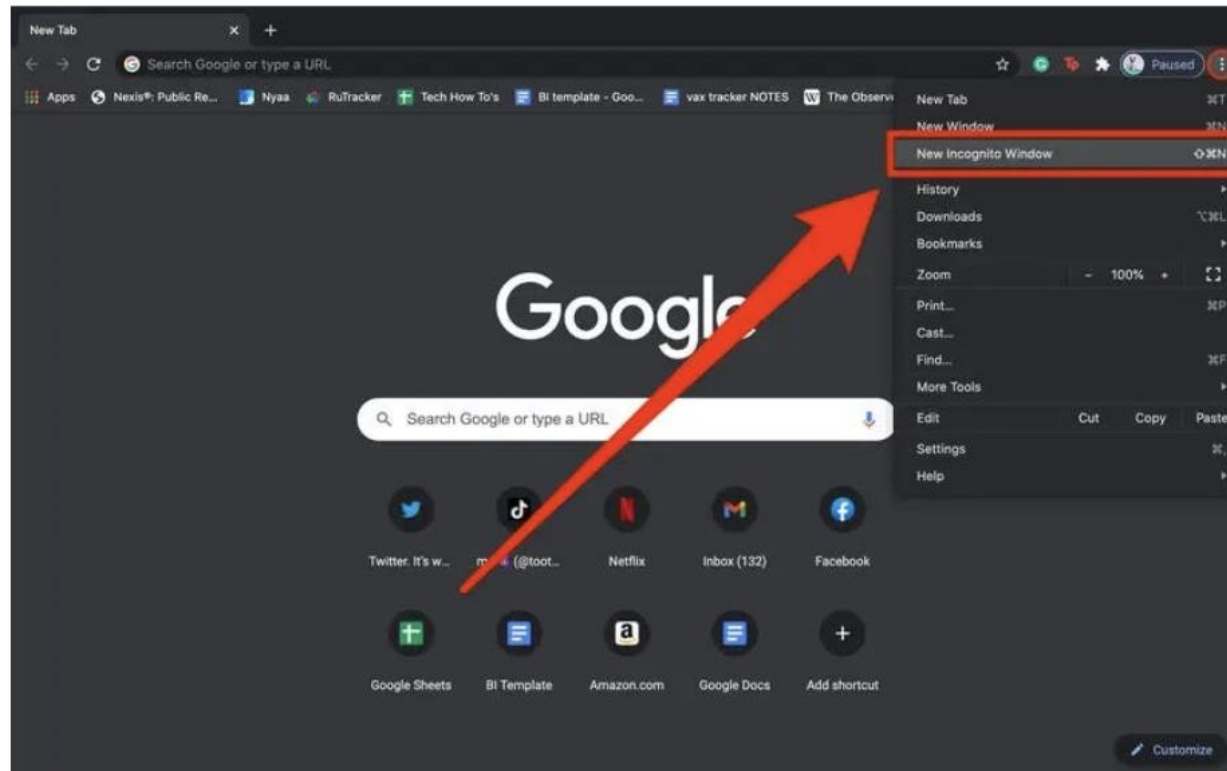 New Tab
Search Google or type a URL
Paused
Apps Nexis®: Public Re... Nyaa RuTracker Tech How To's BI template - Goo... vax tracker NOTES The Observ
New Tab ⌘T
New Window ⌘N
New Incognito Window ⇧⌘N
History
Downloads ⌥⌘L
Bookmarks
Zoom - 100% +
Print... ⌘P
Cast...
Find... ⌘F
More Tools
Edit Cut Copy Paste
Settings ⌘,
Help
Google
Search Google or type a URL
Twitter. It's w... (@toot... Netflix Inbox (132) Facebook
Google Sheets BI Template Amazon.com Google Docs Add shortcut
Customize